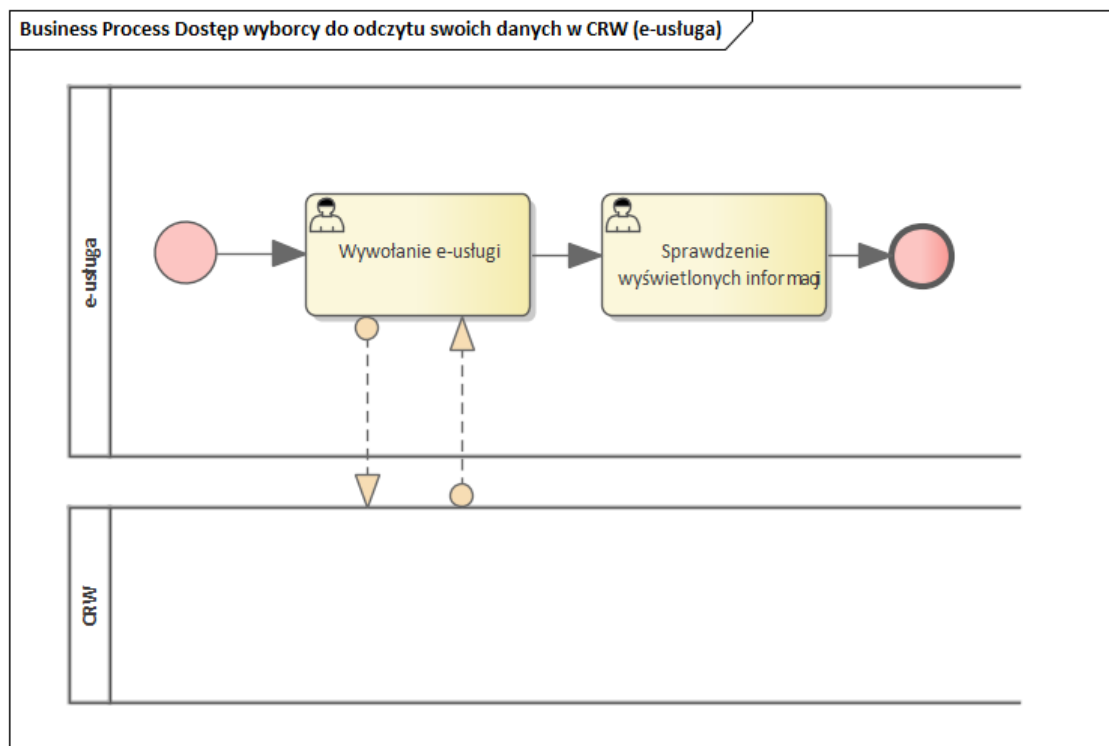 Business Process Dostęp wyborcy do odczytu swoich danych w CRW (e-usługa)
e-usługa
Wywołanie e-usługi
Sprawdzenie
wyświetlonych informacji
CRW